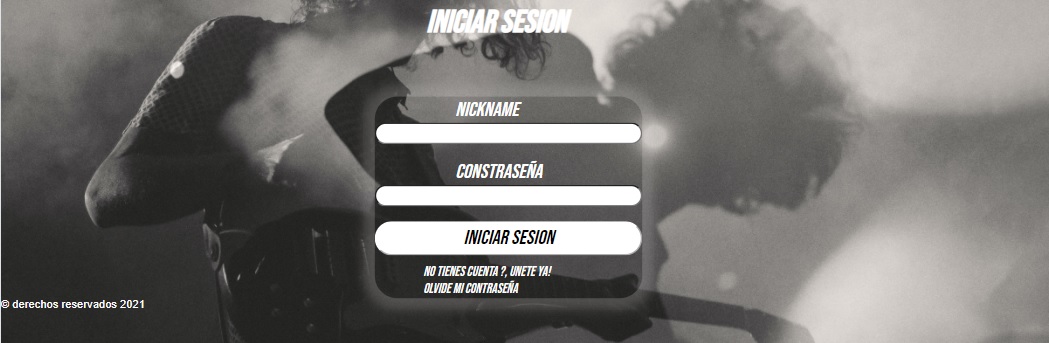 INICIAR SESION
NICKNAME
CONSTRASEÑA
INICIAR SESION
NO TIENES CUENTA ?, UNETE YA!
OLVIDE MI CONTRASEÑA
© derechos reservados 2021